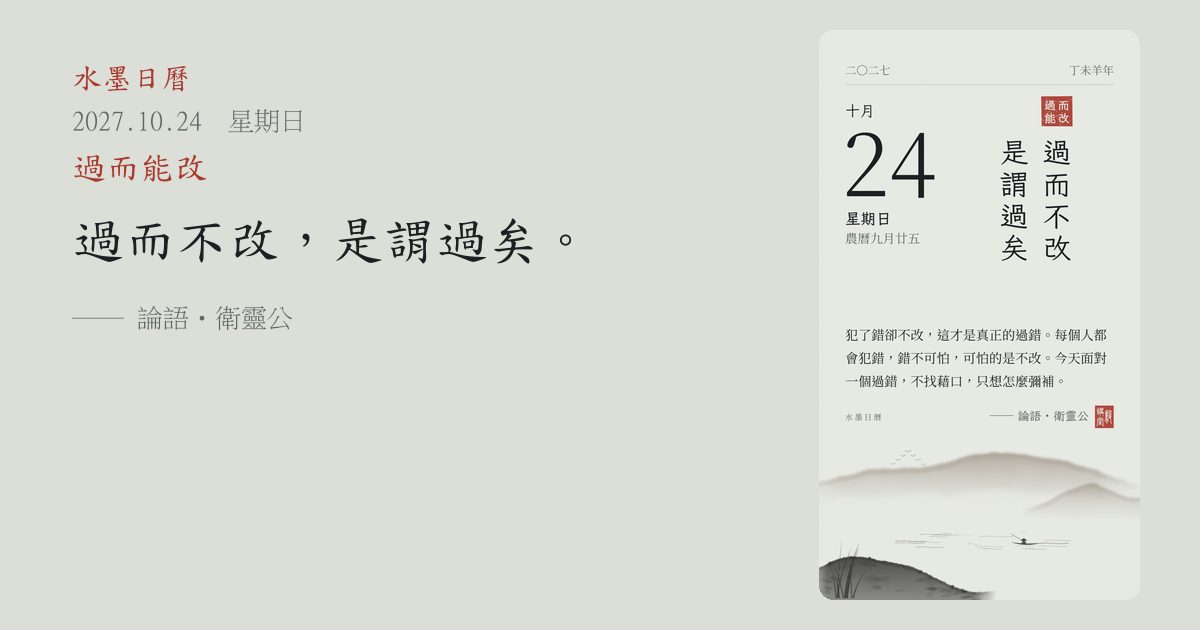 水墨日曆
2027.10.24 星期日
過而能改
過而不改，是謂過矣。
—— 論語・衛靈公
二〇二七
丁未羊年
十月
24
星期日
農曆九月廿五
過而能改
過而不改
是謂過矣
犯了錯卻不改，這才是真正的過錯。每個人都
會犯錯，錯不可怕，可怕的是不改。今天面對
一個過錯，不找藉口，只想怎麼彌補。
水墨日曆
—— 論語・衛靈公